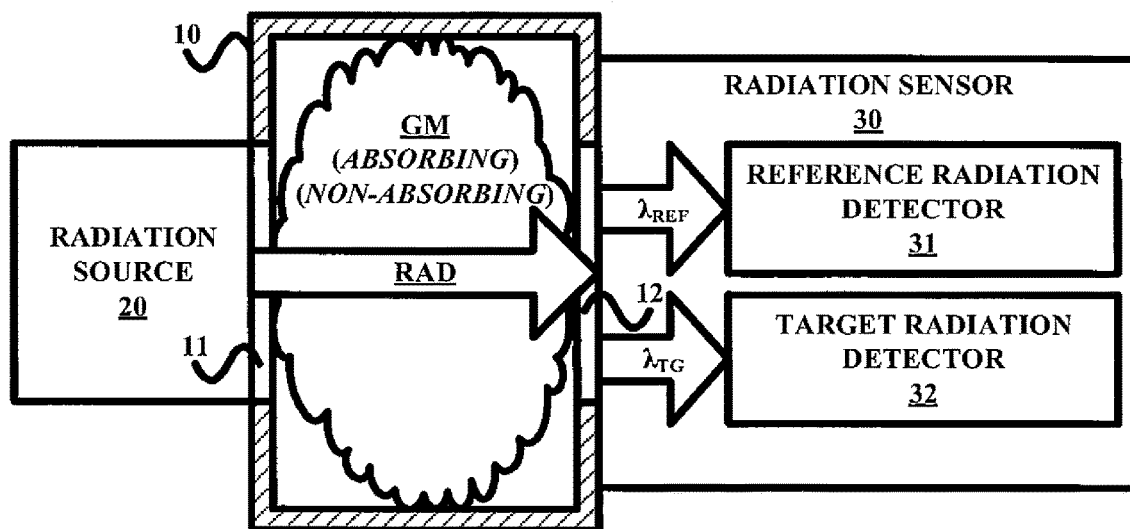 10
RADIATION SENSOR
30
GM
(ABSORBING)
(NON-ABSORBING)
REFERENCE RADIATION
DETECTOR
31
λREF
RADIATION
SOURCE
20
RAD
12
11
λTG
TARGET RADIATION
DETECTOR
32